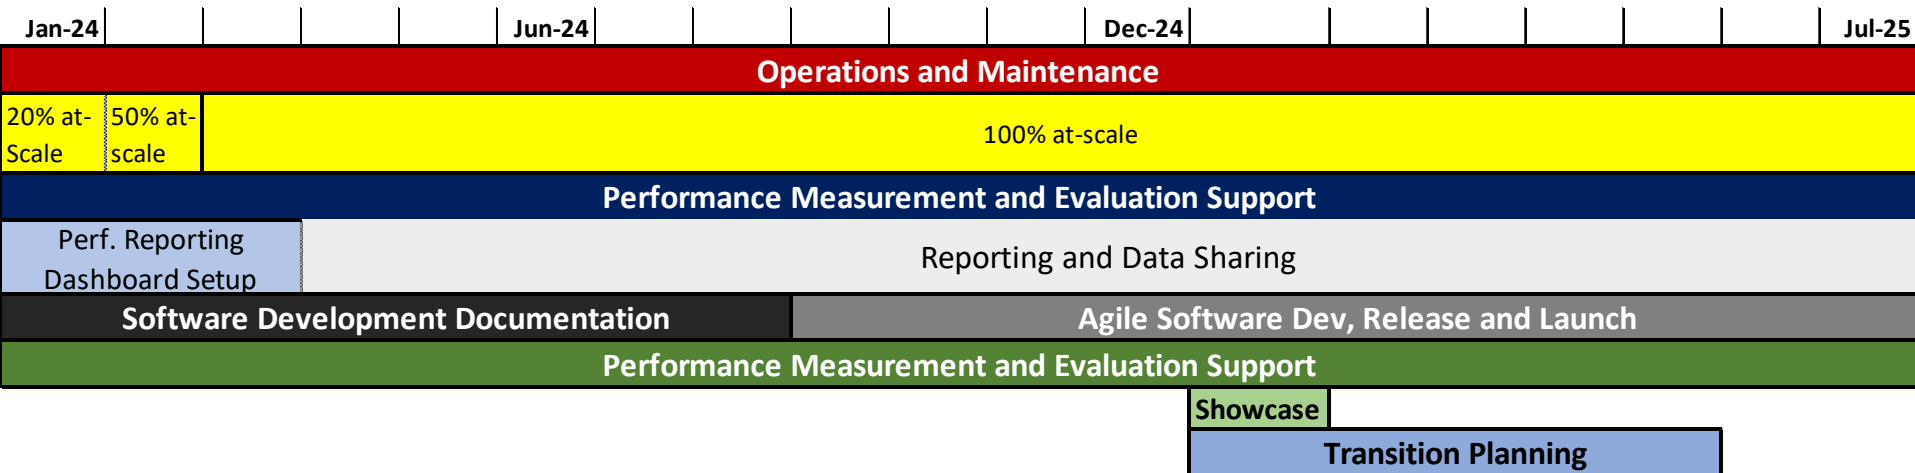 Jan-24 Jun-24 Dec-24 Jul-25
Operations and Maintenance
20% at-
Scale
50% at-
scale
100% at-scale
Performance Measurement and Evaluation Support
Perf. Reporting
Dashboard Setup
Reporting and Data Sharing
Software Development Documentation
Agile Software Dev, Release and Launch
Performance Measurement and Evaluation Support
Showcase
Transition Planning